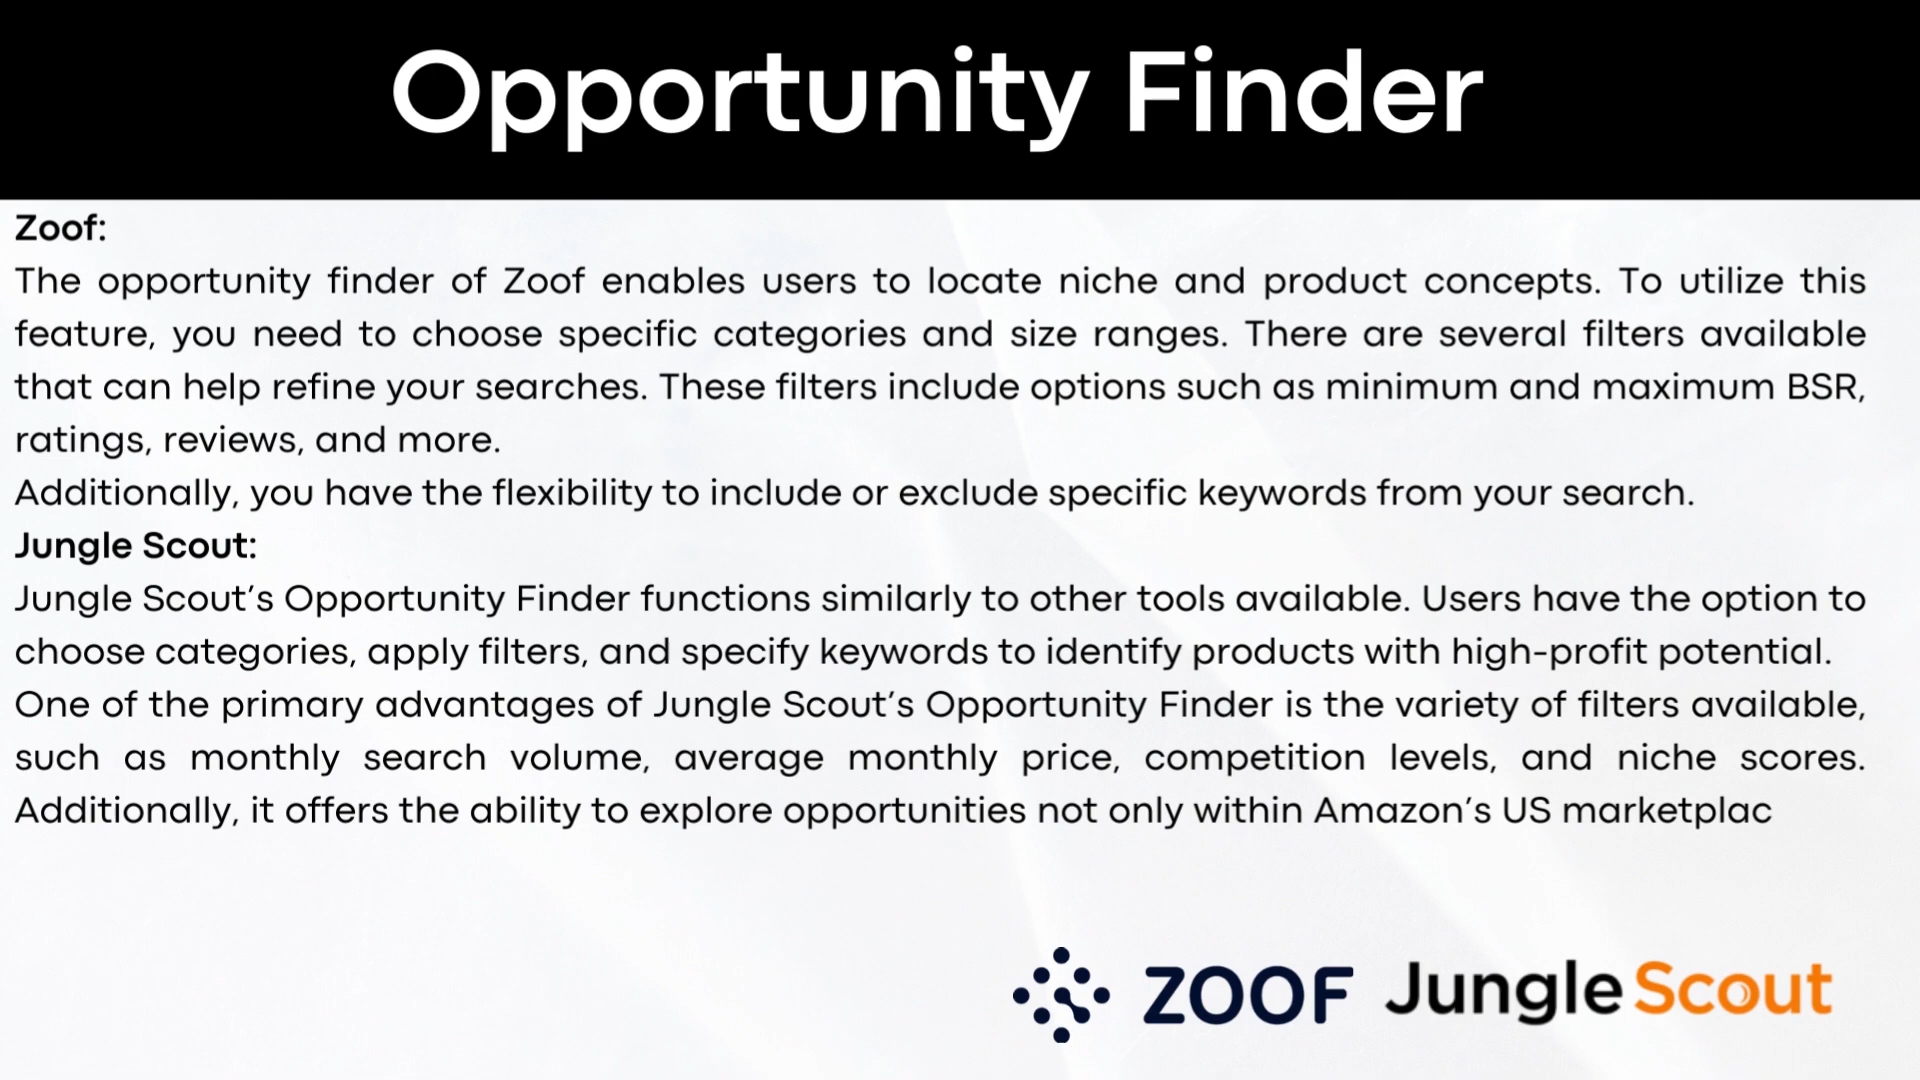 Opportunity Finder
Zoof:
The opportunity finder of Zoof enables users to locate niche and product concepts. To utilize this
feature, you need to choose specific categories and size ranges. There are several filters available
that can help refine your searches. These filters include options such as minimum and maximum BSR,
ratings, reviews, and more.
Additionally, you have the flexibility to include or exclude specific keywords from your search.
Jungle Scout:
Jungle Scout’s Opportunity Finder functions similarly to other tools available. Users have the option to
choose categories, apply filters, and specify keywords to identify products with high-profit potential.
One of the primary advantages of Jungle Scout’s Opportunity Finder is the variety of filters available,
such as monthly search volume, average monthly price, competition levels, and niche scores.
Additionally, it offers the ability to explore opportunities not only within Amazon’s US marketplac
ZOOF Jungle Scout